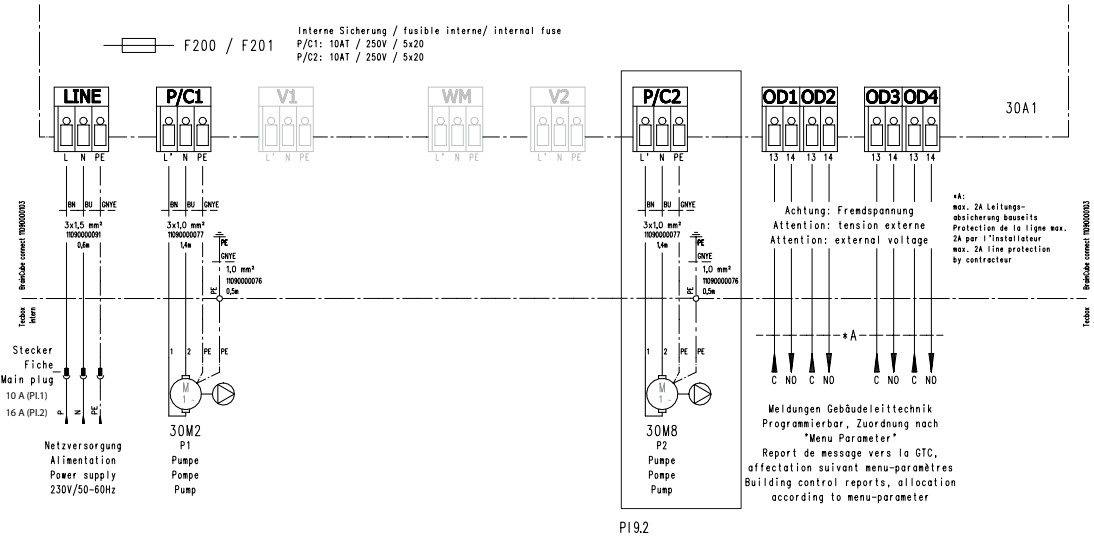 F200 / F201
Interne Sicherung / fusible interne/ internal fuse
P/C1: 10AT / 250V / 5x20
P/C2: 10AT / 250V / 5x20
LINE
P/C1
V1
WM
V2
P/C2
OD1 OD2
OD3 OD4
30A1
L N PE
L' N PE
L' N PE
L' N PE
L' N PE
L' N PE
13 14 13 14
13 14 13 14
BN BU GNYE
3x1,5 mm²
11090000091
0,6m
BN BU GNYE
3x1,0 mm²
11090000077
1,4m
PE
GNYE
1,0 mm²
11090000076
0,5m
PE
BN BU GNYE
3x1,0 mm²
11090000077
1,4m
PE
GNYE
1,0 mm²
11090000076
0,5m
PE
Achtung: Fremdspannung
Attention: tension externe
Attention: external voltage
*A:
max. 2A Leitungs-
absicherung bauseits
Protection de la ligne max.
2A par l'installateur
max. 2A line protection
by contracteur
BrainCube connect 11090000103
BrainCube connect 11090000103
Tecbox
intern
Tecbox
Stecker
Fiche
Main plug
10 A (PI.1)
16 A (PI.2)
P N PE
Netzversorgung
Alimentation
Power supply
230V/50-60Hz
1 2 PE PE
M
1 ~
30M2
P1
Pumpe
Pompe
Pump
1 2 PE PE
M
1 ~
30M8
P2
Pumpe
Pompe
Pump
PI 9.2
*A
C NO C NO
C NO C NO
Meldungen Gebäudeleittechnik
Programmierbar, Zuordnung nach
"Menu Parameter"
Report de message vers la GTC,
affectation suivant menu-paramètres
Building control reports, allocation
according to menu-parameter